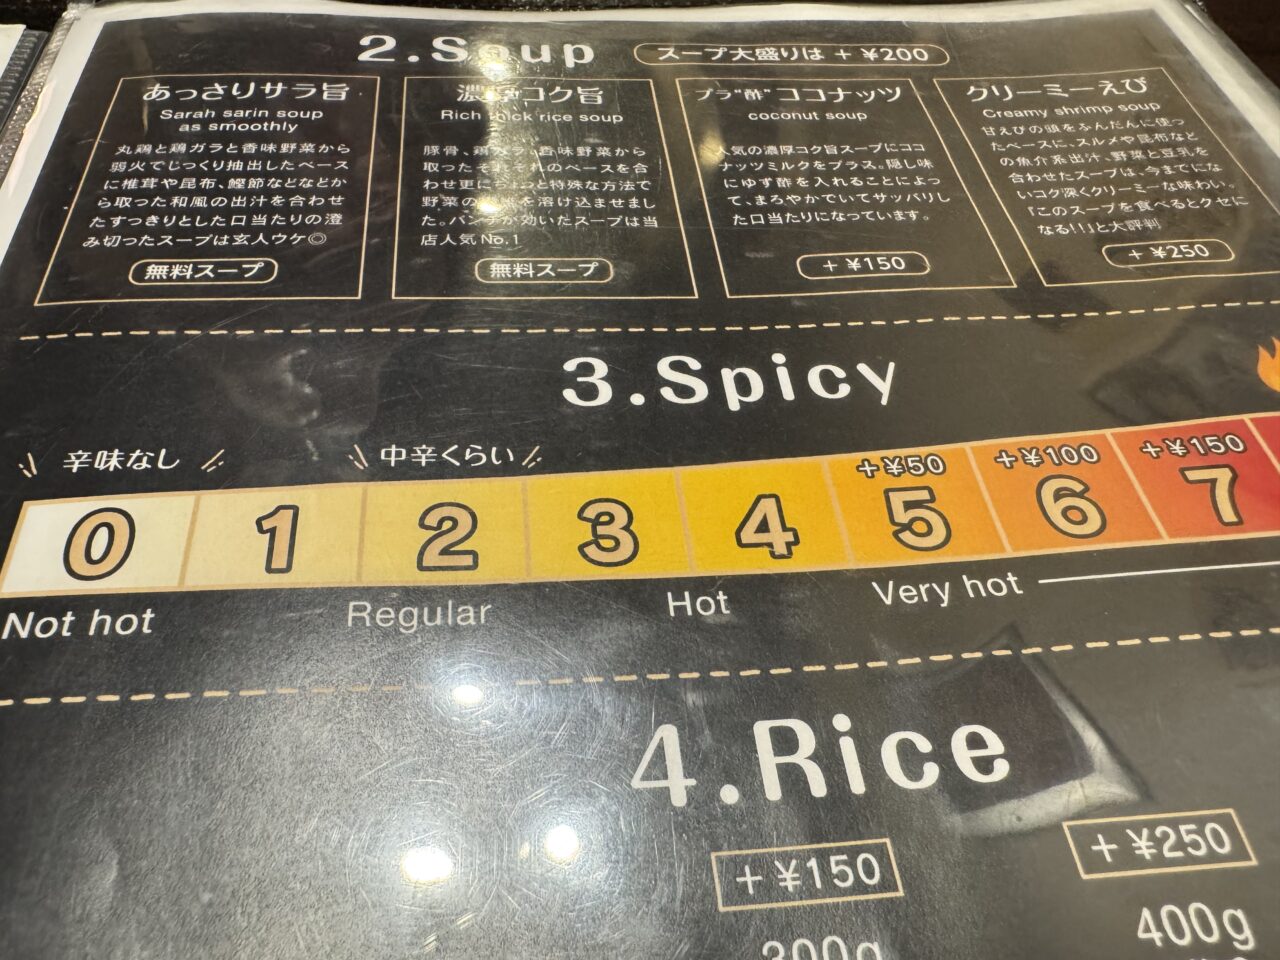 2.Soup
スープ大盛りは + ¥200
あっさりサラ旨
Sarah sarin soup
as smoothly
丸鶏と鶏ガラと香味野菜から
弱火でじっくり抽出したベース
に椎茸や昆布、鰹節などなどか
ら取った和風の出汁を合わせ
たすっきりとした口当たりの澄
み切ったスープは玄人ウケ◎
無料スープ
コク旨
Rich thick rice soup
豚骨、鶏ガラ、香味野菜から
取ったそれぞれのベースを合
わせ更にちょっと特殊な方法で
野菜の を溶け込ませまし
た。パンチが効いたスープは当
店人気No.1
無料スープ
プラ"酢"ココナッツ
coconut soup
人気の濃厚コク旨スープにココ
ナッツミルクをプラス。隠し味
にゆず酢を入れることによっ
て、まろやかでいてサッパリし
た口当たりになっています。
+ ¥150
クリーミーえび
Creamy shrimp soup
甘えびの頭をふんだんに使っ
たベースに、スルメや昆布など
の魚介系出汁、野菜と豆乳を
合わせたスープは、今までにな
いコク深くクリーミーな味わい。
「このスープを食べるとクセに
なる!!」と大評判
+ ¥250
3.Spicy
辛味なし
中辛くらい
+¥50
+¥100
+¥150
0 1 2 3 4 5 6 7
Not hot
Regular
Hot
Very hot
4.Rice
+ ¥150
+ ¥250
300g
400g